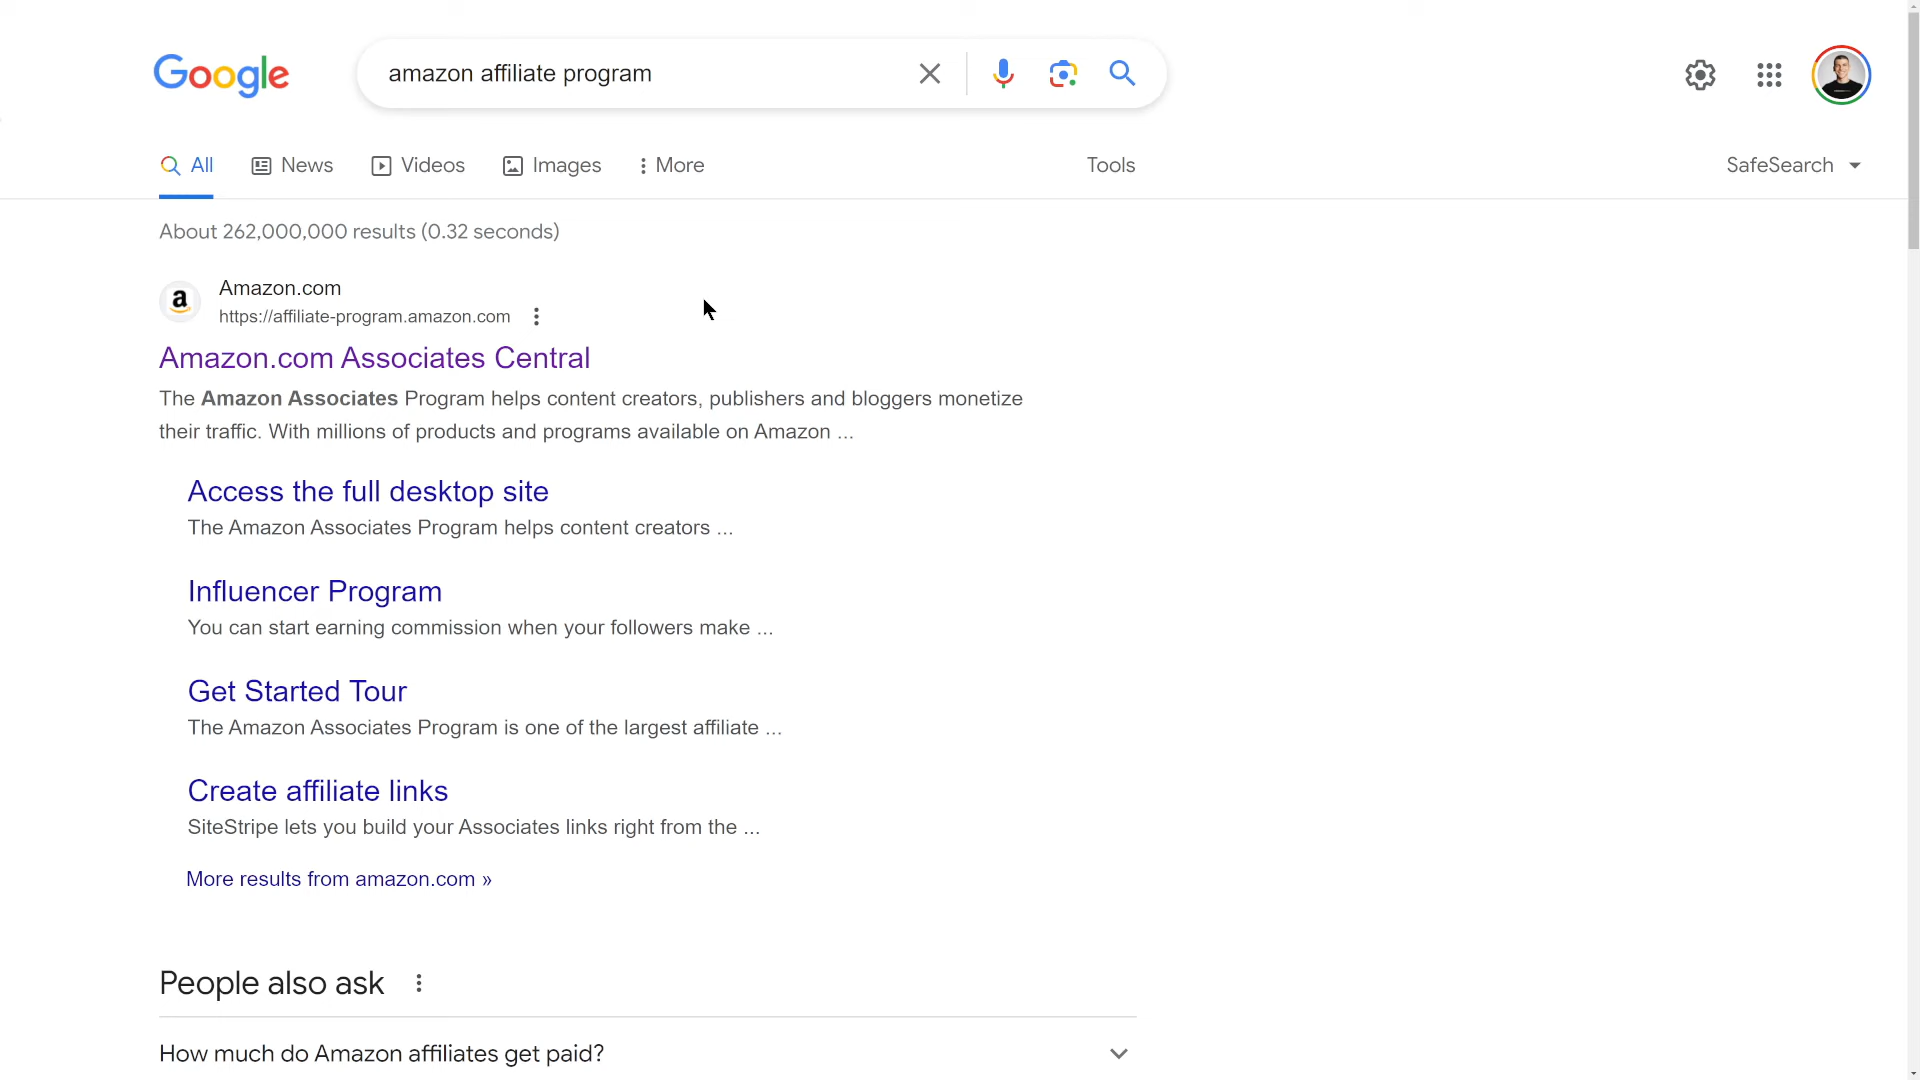 Google
amazon affiliate program
All
News
Videos
Images
More
Tools
SafeSearch
About 262,000,000 results (0.32 seconds)
a
Amazon.com
https://affiliate-program.amazon.com
Amazon.com Associates Central
The Amazon Associates Program helps content creators, publishers and bloggers monetize
their traffic. With millions of products and programs available on Amazon ...
Access the full desktop site
The Amazon Associates Program helps content creators ...
Influencer Program
You can start earning commission when your followers make ...
Get Started Tour
The Amazon Associates Program is one of the largest affiliate ...
Create affiliate links
SiteStripe lets you build your Associates links right from the ...
More results from amazon.com »
People also ask
How much do Amazon affiliates get paid?